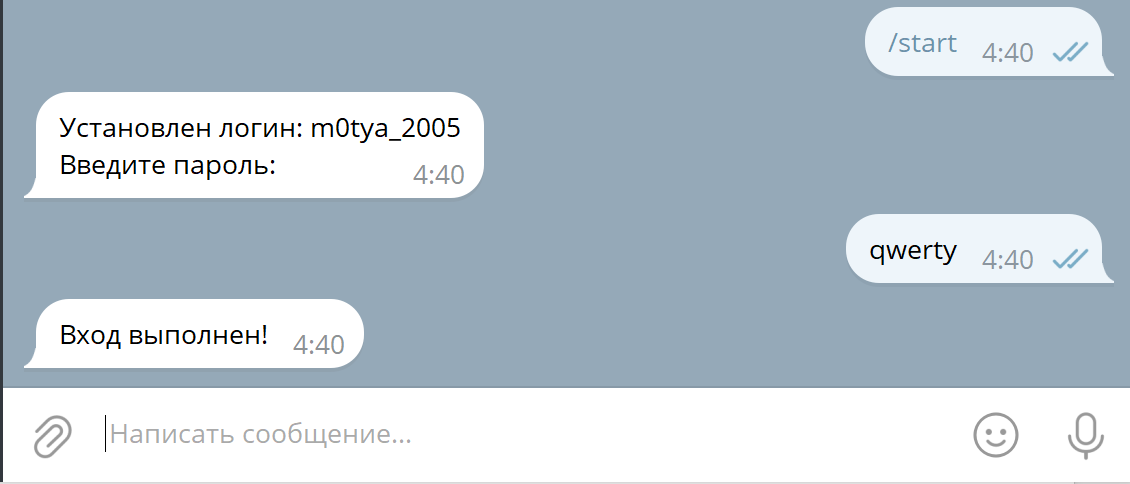 /start 4:40
Установлен логин: m0tya_2005
Введите пароль: 4:40
qwerty 4:40
Вход выполнен! 4:40
Написать сообщение...